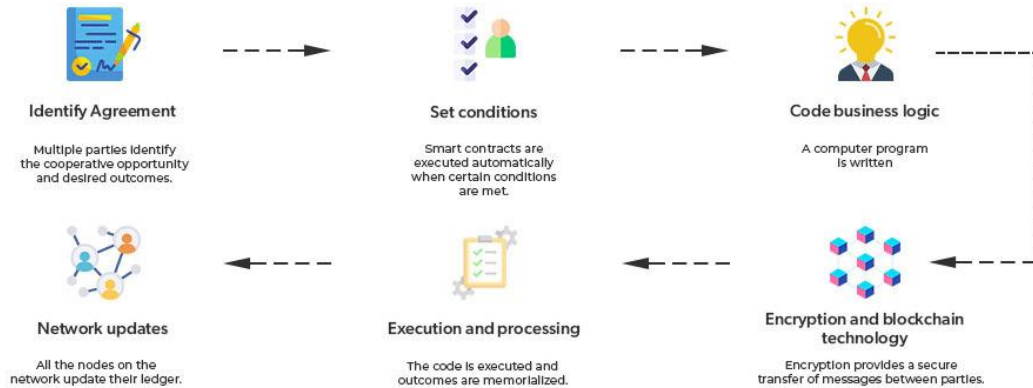 Identify Agreement
Multiple parties identify
the cooperative opportunity
and desired outcomes.
Set conditions
Smart contracts are
executed automatically
when certain conditions
are met.
Code business logic
A computer program
is written
Encryption and blockchain
technology
Encryption provides a secure
transfer of messages between parties.
Execution and processing
The code is executed and
outcomes are memorialized.
Network updates
All the nodes on the
network update their ledger.